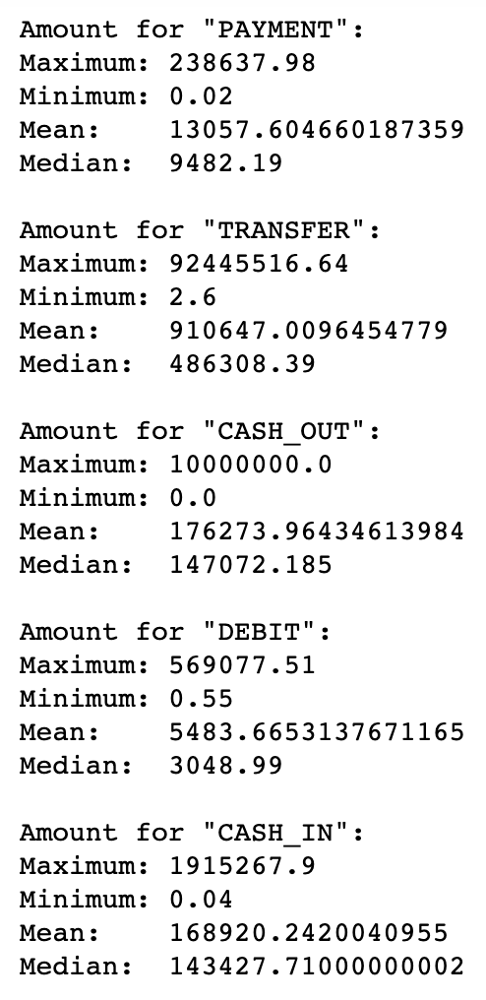 Amount for "PAYMENT":
Maximum: 238637.98
Minimum: 0.02
Mean: 13057.604660187359
Median: 9482.19
Amount for "TRANSFER":
Maximum: 92445516.64
Minimum: 2.6
Mean: 910647.0096454779
Median: 486308.39
Amount for "CASH_OUT":
Maximum: 10000000.0
Minimum: 0.0
Mean: 176273.96434613984
Median: 147072.185
Amount for "DEBIT":
Maximum: 569077.51
Minimum: 0.55
Mean: 5483.6653137671165
Median: 3048.99
Amount for "CASH_IN":
Maximum: 1915267.9
Minimum: 0.04
Mean: 168920.2420040955
Median: 143427.71000000002